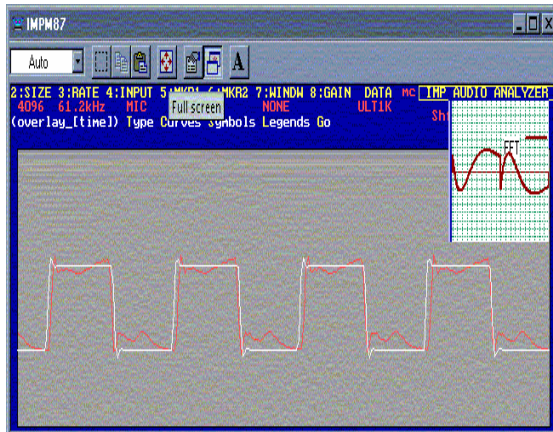 IMPM87
Auto
A
2:SIZE 3:RATE 4:INPUT 5:MKR1 6:MKR2 7:WINDW 8:GAIN DATA MC IMP AUDIO ANALYZER
4096 61.2kHz MIC NONE ULT1K
Full screen
(overlay_[time]) Type Curves Symbols Legends Go
FFT